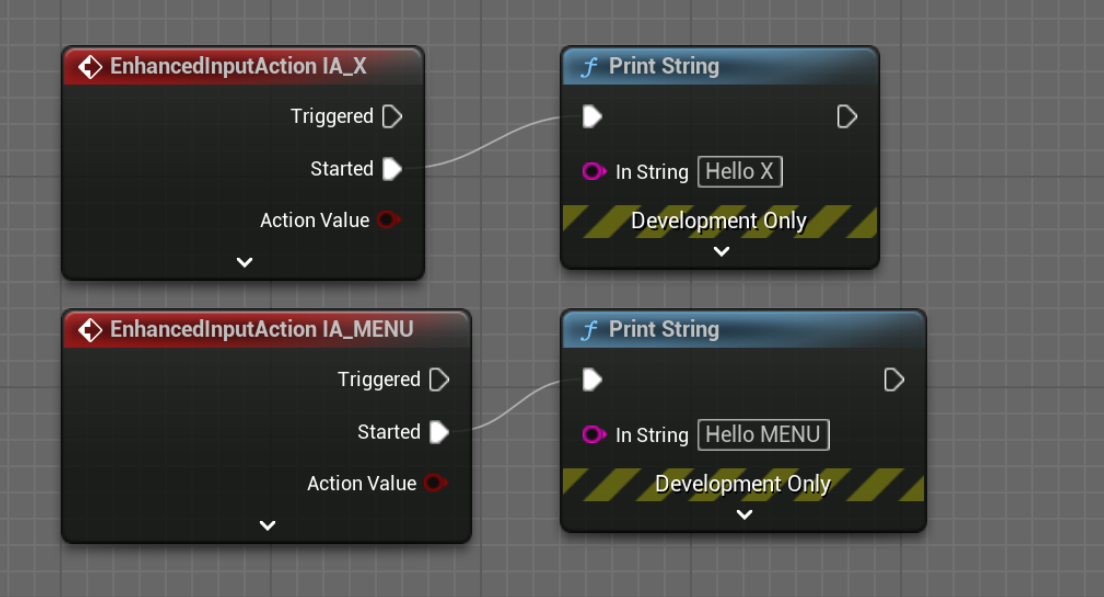 EnhancedInputAction IA_X
Triggered
Started
Action Value
Print String
In String Hello X
Development Only
EnhancedInputAction IA_MENU
Triggered
Started
Action Value
Print String
In String Hello MENU
Development Only